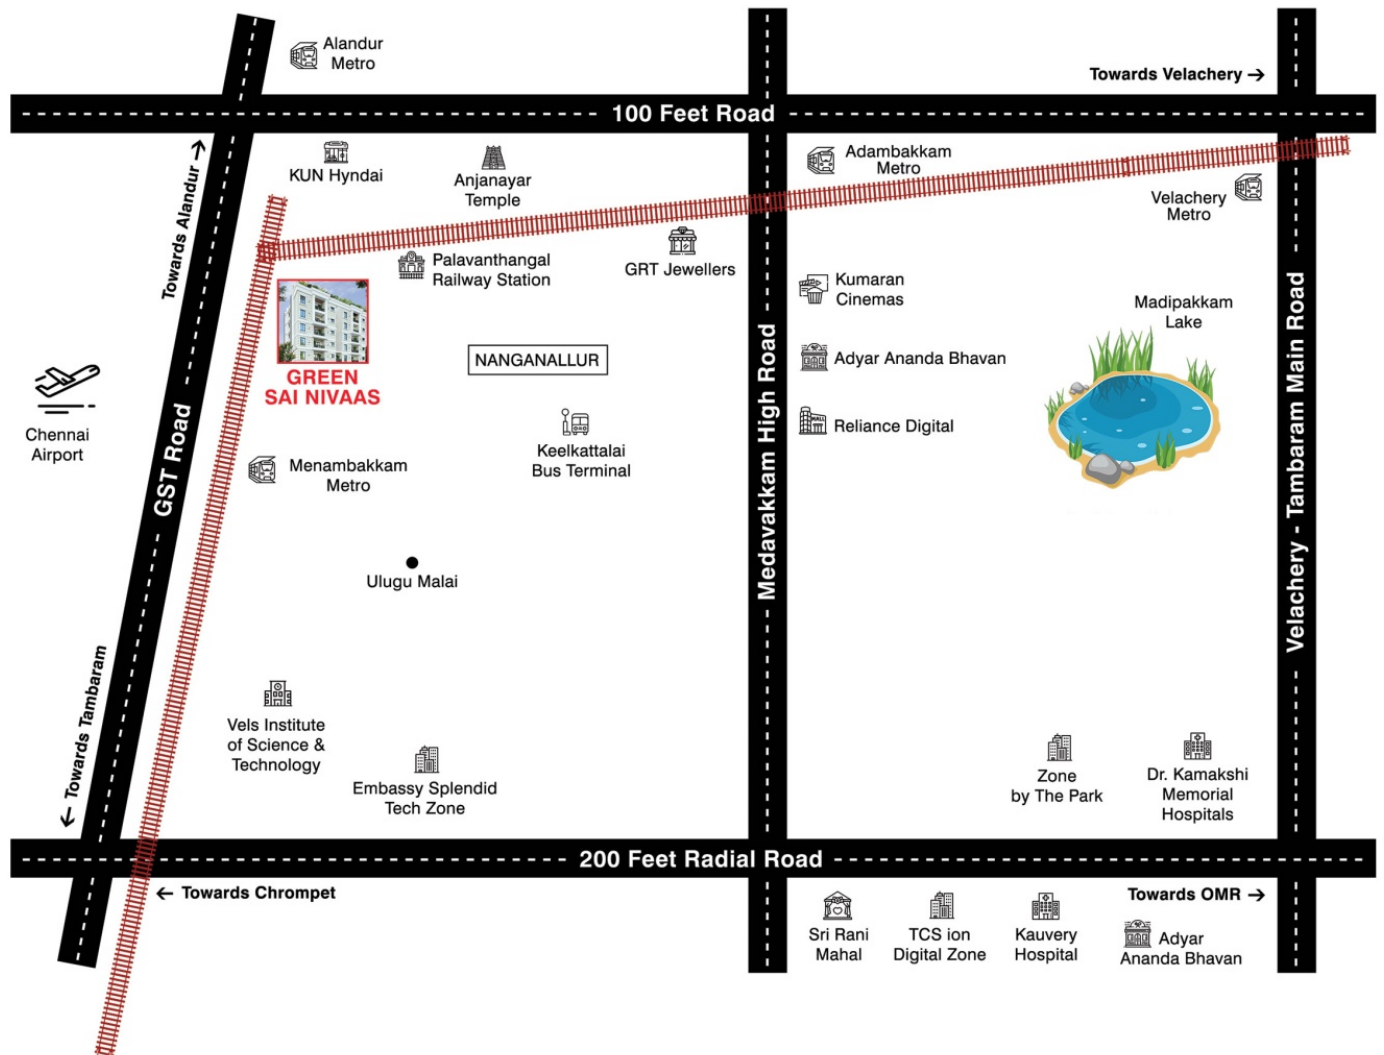 Alandur
Metro
Towards Velachery →
100 Feet Road
KUN Hyndai
Anjanayar
Temple
Adambakkam
Metro
Velachery
Metro
← Towards Alandur
Palavanthangal
Railway Station
GRT Jewellers
Kumaran
Cinemas
Madipakkam
Lake
GREEN
SAI NIVAAS
NANGANALLUR
Adyar Ananda Bhavan
Chennai
Airport
GST Road
Menambakkam
Metro
Keelkattalai
Bus Terminal
MALL
Reliance Digital
Medavakkam High Road
Velachery - Tambaram Main Road
Ulugu Malai
← Towards Tambaram
Vels Institute
of Science &
Technology
Embassy Splendid
Tech Zone
Zone
by The Park
Dr. Kamakshi
Memorial
Hospitals
200 Feet Radial Road
← Towards Chrompet
Towards OMR →
Sri Rani
Mahal
TCS ion
Digital Zone
Kauvery
Hospital
Adyar
Ananda Bhavan